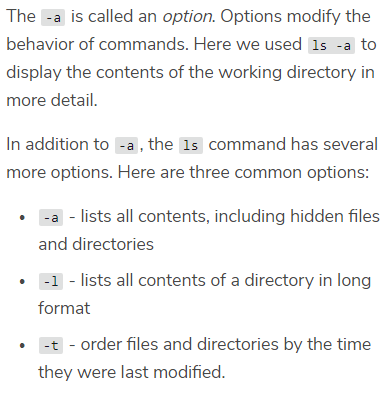 The -a is called an option. Options modify the
behavior of commands. Here we used ls -a to
display the contents of the working directory in
more detail.
In addition to -a, the ls command has several
more options. Here are three common options:
• -a - lists all contents, including hidden files
and directories
• -l - lists all contents of a directory in long
format
• -t - order files and directories by the time
they were last modified.